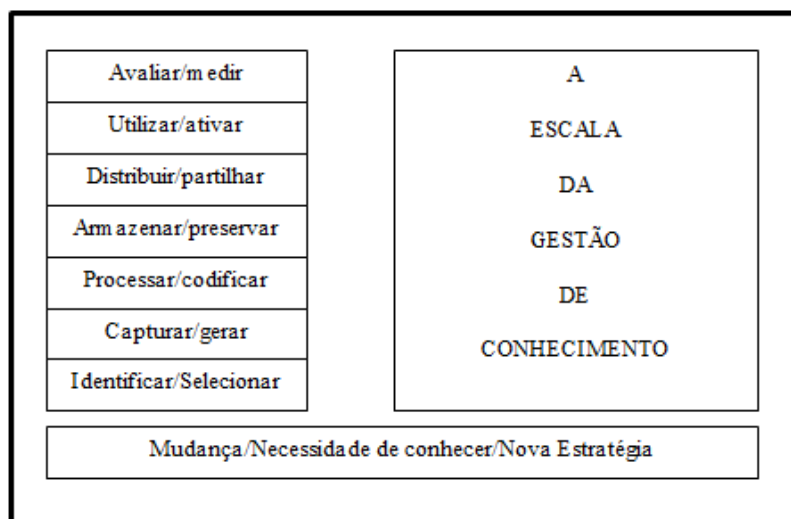 Avaliar/medir
Utilizar/ativar
Distribuir/partilhar
Armazenar/preservar
Processar/codificar
Capturar/gerar
Identificar/Selecionar
A
ESCALA
DA
GESTÃO
DE
CONHECIMENTO
Mudança/Necessidade de conhecer/Nova Estratégia